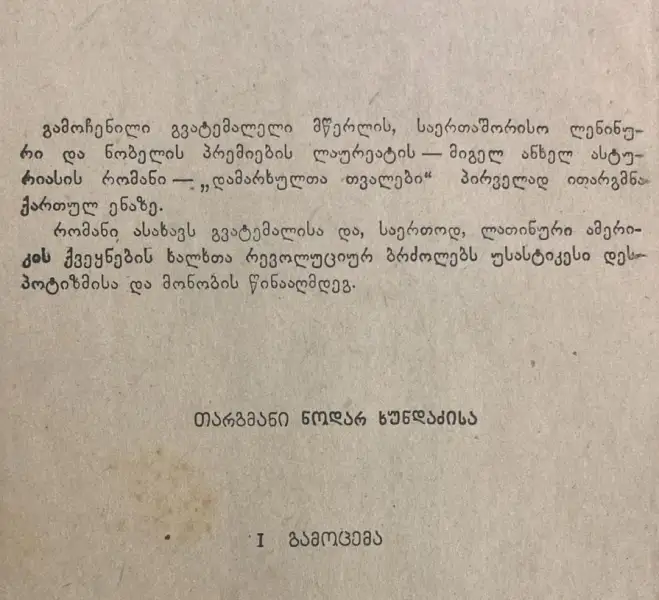 გამოჩენილი გვატემალელი მწერლის, საერთაშორისო ლენინუ-
რი და ნობელის პრემიების ლაურეატის — მიგელ ანხელ ასტუ-
რიასის რომანი — „დამარხულთა თვალები“ პირველად ითარგმნა
ქართულ ენაზე.
რომანი ასახავს გვატემალისა და, საერთოდ, ლათინური ამერი-
კის ქვეყნების ხალხთა რევოლუციურ ბრძოლებს უსასტიკესი დეს-
პოტიზმისა და მონობის წინააღმდეგ.
თარგმანი ნოდარ ხუნდაძისა
I გამოცემა